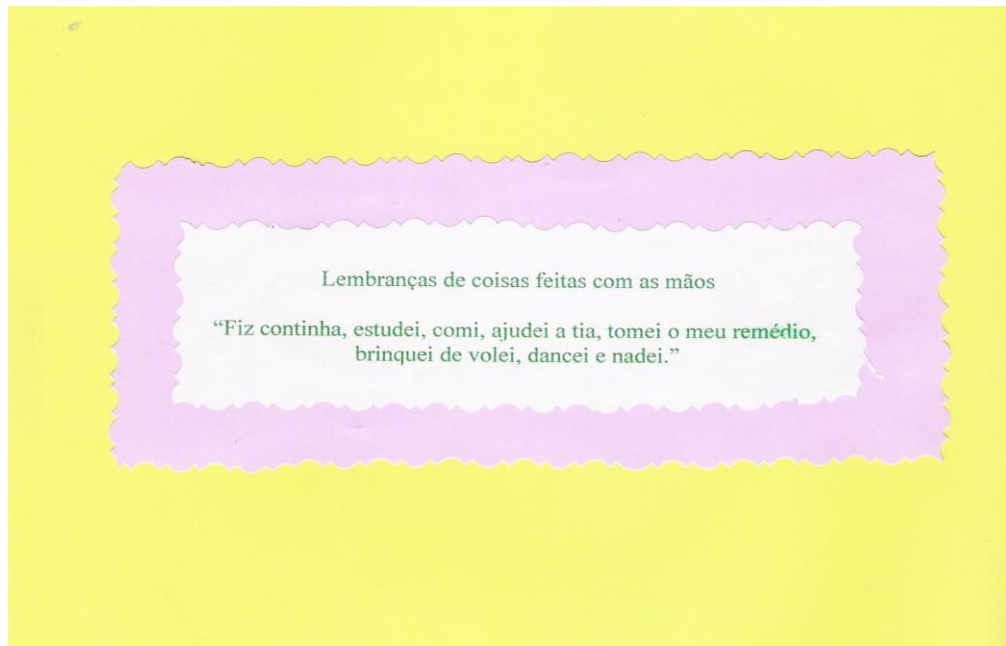 Lembranças de coisas feitas com as mãos
“Fiz continha, estudei, comi, ajudei a tia, tomei o meu remédio,
brinquei de volei, dancei e nadei.”